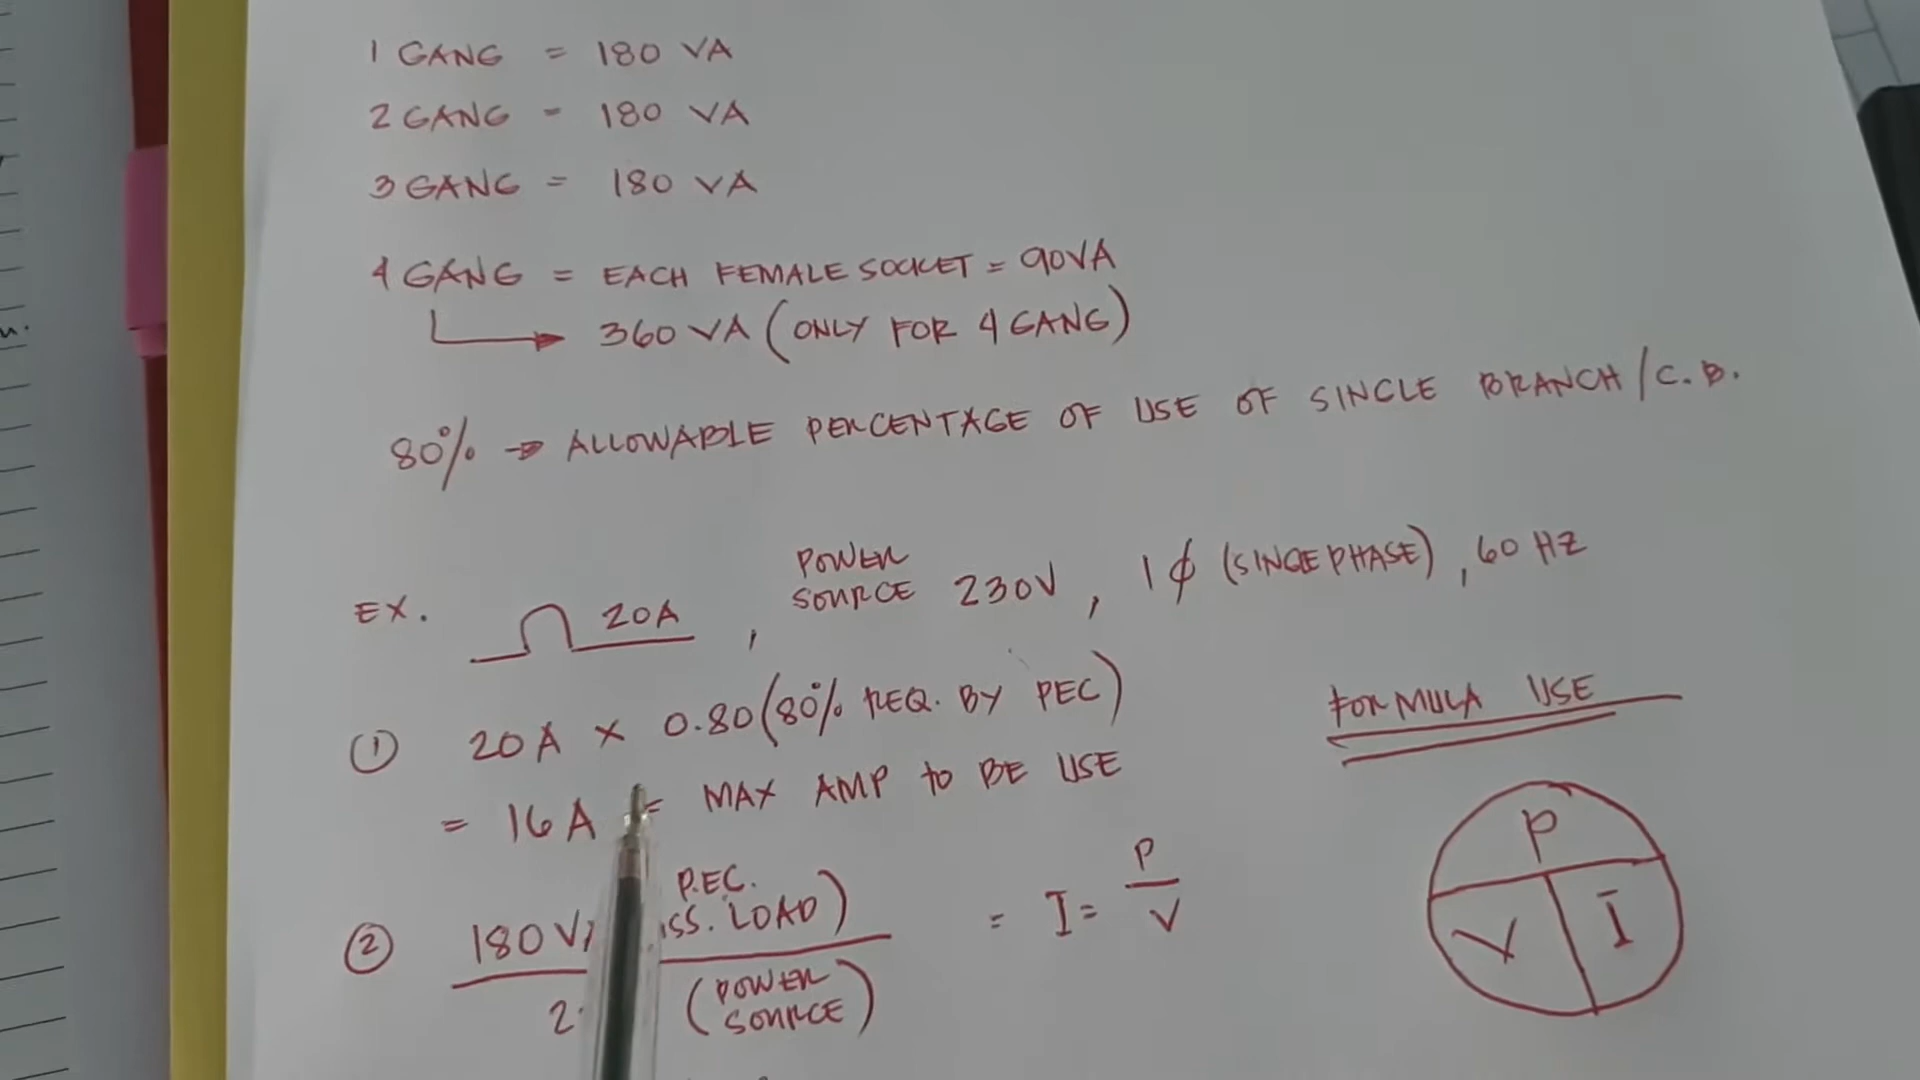 1 GANG = 180 VA
2 GANG - 180 VA
3 GANG = 180 VA
4 GANG = EACH FEMALE SOCKET = 90VA
360 VA (ONLY FOR 4 GANG)
80% → ALLOWABLE PERCENTAGE OF USE OF SINGLE BRANCH/C.B.
EX. 20A , POWER SOURCE 230V, 1φ (SINGE PHASE), 60 HZ
① 20A × 0.80 (80% REQ. BY PEC)
= 16A = MAX AMP to BE USE
② 180 V P.E.C. SS. LOAD) = I = P
V
2 (POWER SOURCE)
FORMULA USE
P
V I